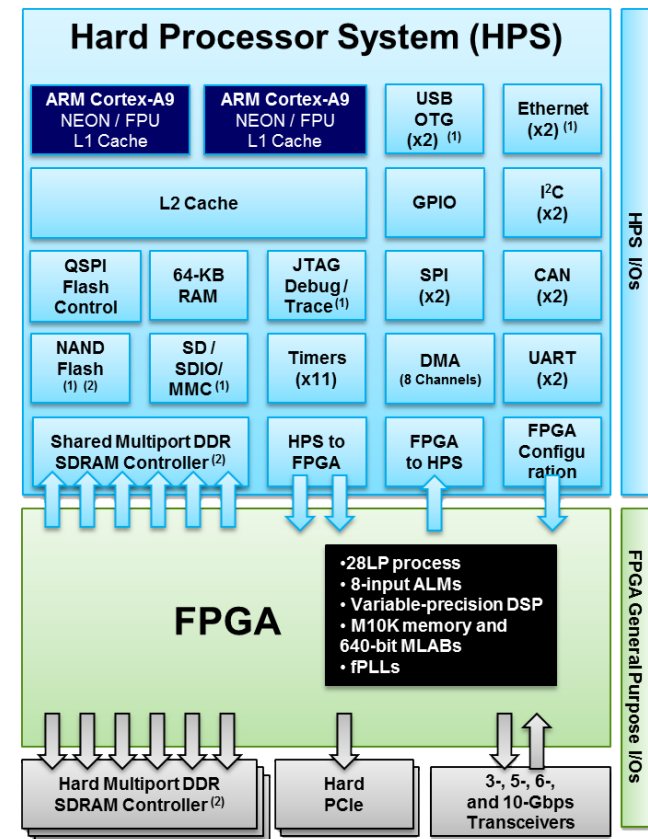 Hard Processor System (HPS)
ARM Cortex-A9
NEON / FPU
L1 Cache
ARM Cortex-A9
NEON / FPU
L1 Cache
USB
OTG
(x2) (1)
Ethernet
(x2) (1)
L2 Cache
GPIO
I²C
(x2)
QSPI
Flash
Control
64-KB
RAM
JTAG
Debug/
Trace(1)
SPI
(x2)
CAN
(x2)
NAND
Flash
(1) (2)
SD /
SDIO/
MMC(1)
Timers
(x11)
DMA
(8 Channels)
UART
(x2)
Shared Multiport DDR
SDRAM Controller(2)
HPS to
FPGA
FPGA
to HPS
FPGA
Configu
ration
HPS I/Os
FPGA
•28LP process
•8-input ALMs
•Variable-precision DSP
•M10K memory and
640-bit MLABs
•fPLLs
FPGA General Purpose I/Os
Hard Multiport DDR
SDRAM Controller(2)
Hard
PCIe
3-, 5-, 6-,
and 10-Gbps
Transceivers